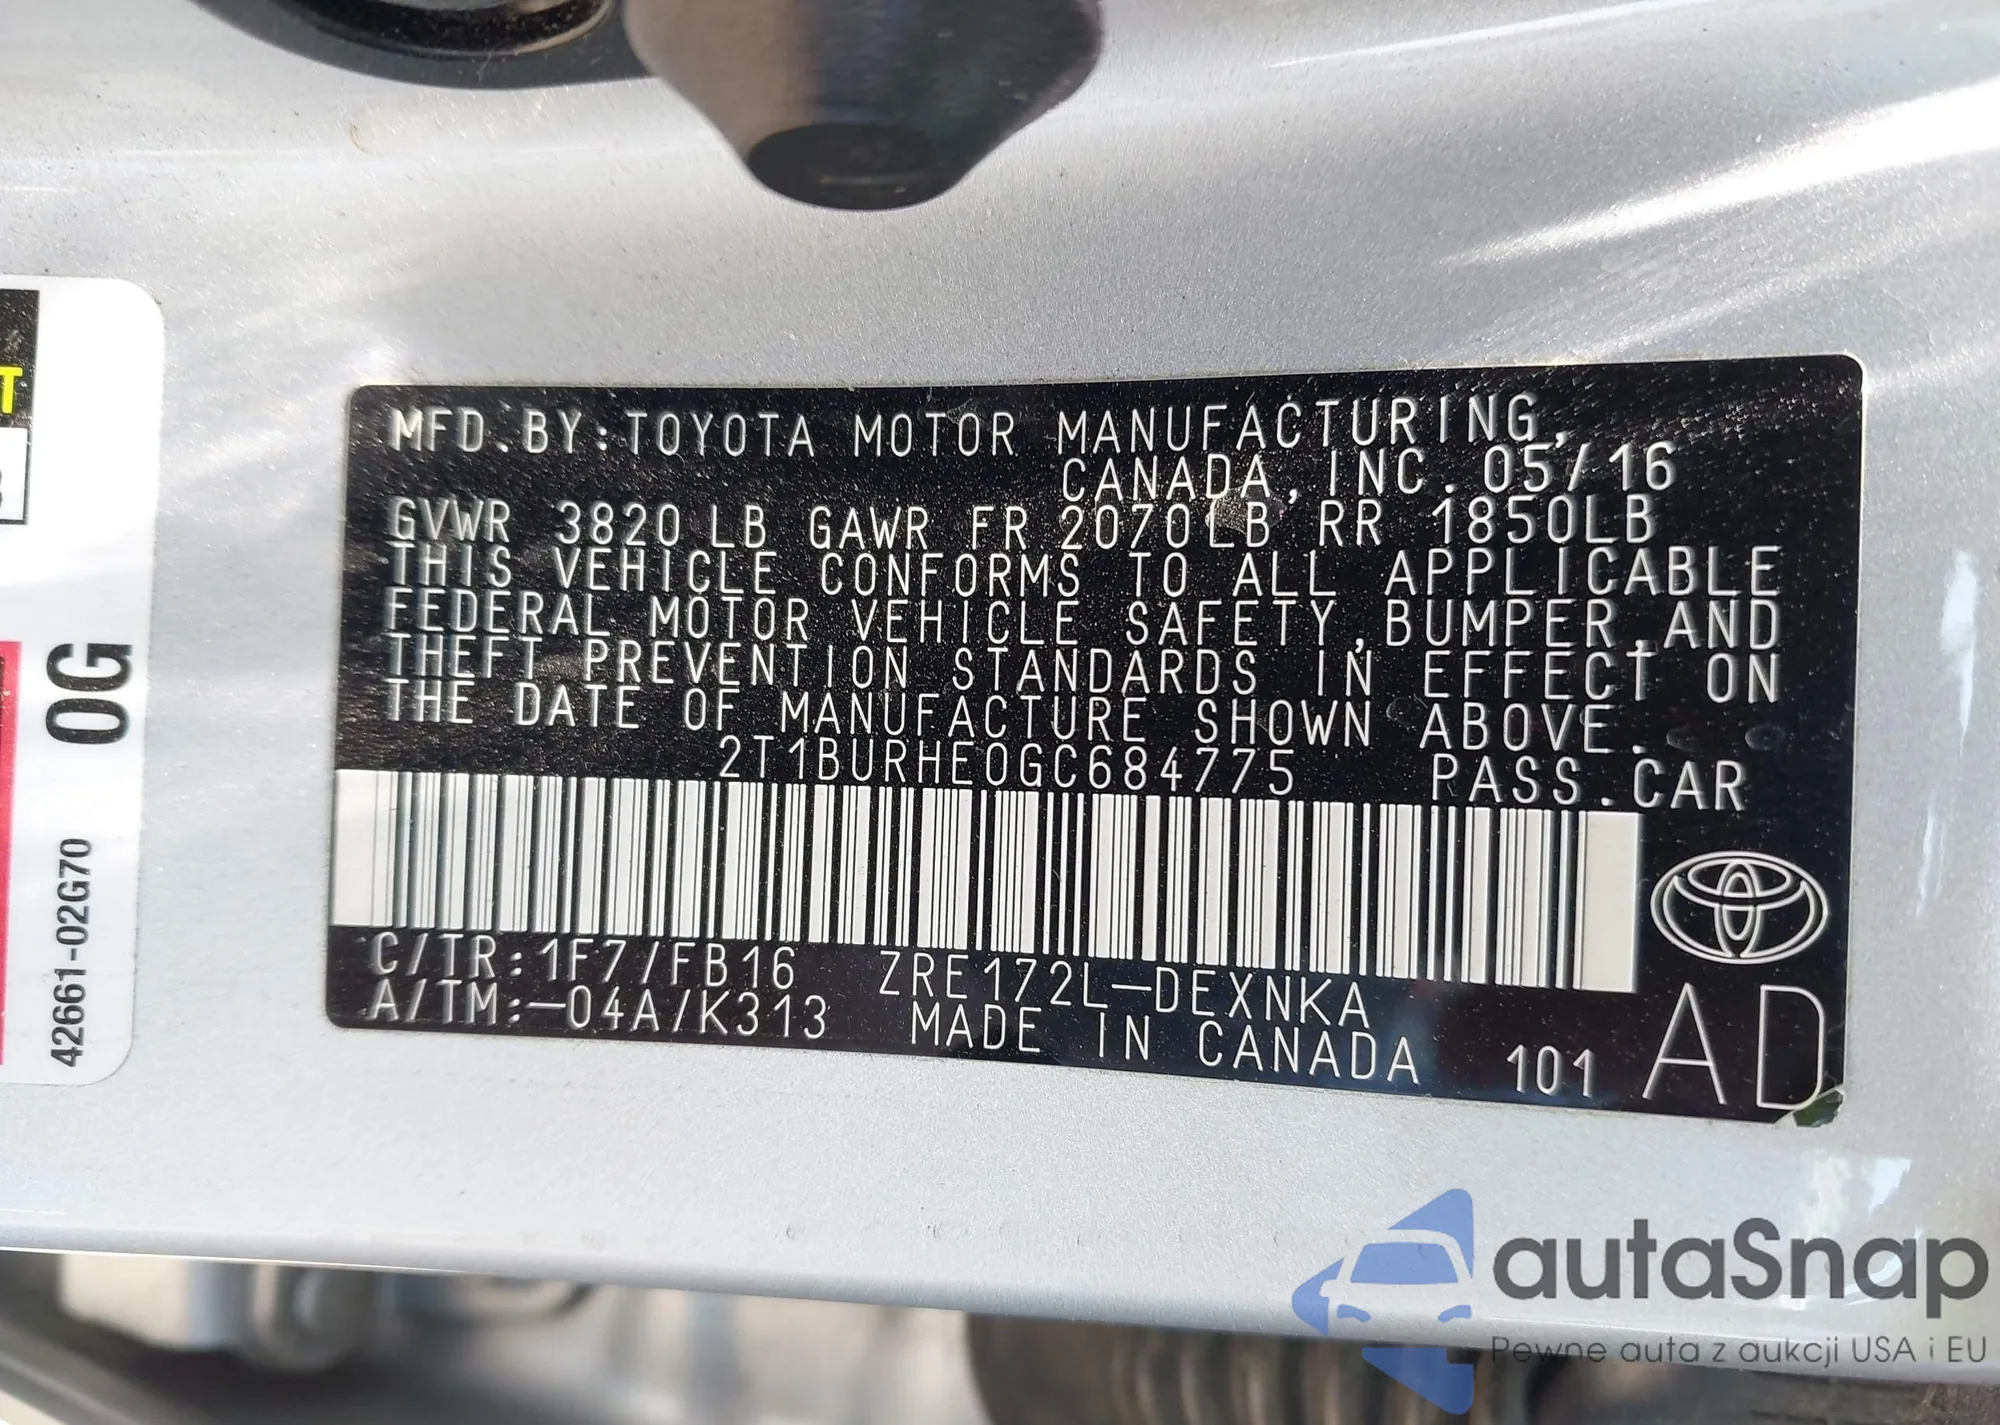 MFD.BY:TOYOTA MOTOR MANUFACTURING,
CANADA, INC. 05/16
GVWR 3820 LB GAWR FR 2070LB RR 1850LB
THIS VEHICLE CONFORMS TO ALL APPLICABLE
FEDERAL MOTOR VEHICLE SAFETY,BUMPER,AND
THEFT PREVENTION STANDARDS IN EFFECT ON
THE DATE OF MANUFACTURE SHOWN ABOVE.
2T1BURHE0GC684775 PASS.CAR
C/TR:1F7/FB16 ZRE172L-DEXNKA
A/TM:-04A/K313 MADE IN CANADA 101 AD
T
0G
42661-02G70
autaSnap
Pewne auta z aukcji USA i EU